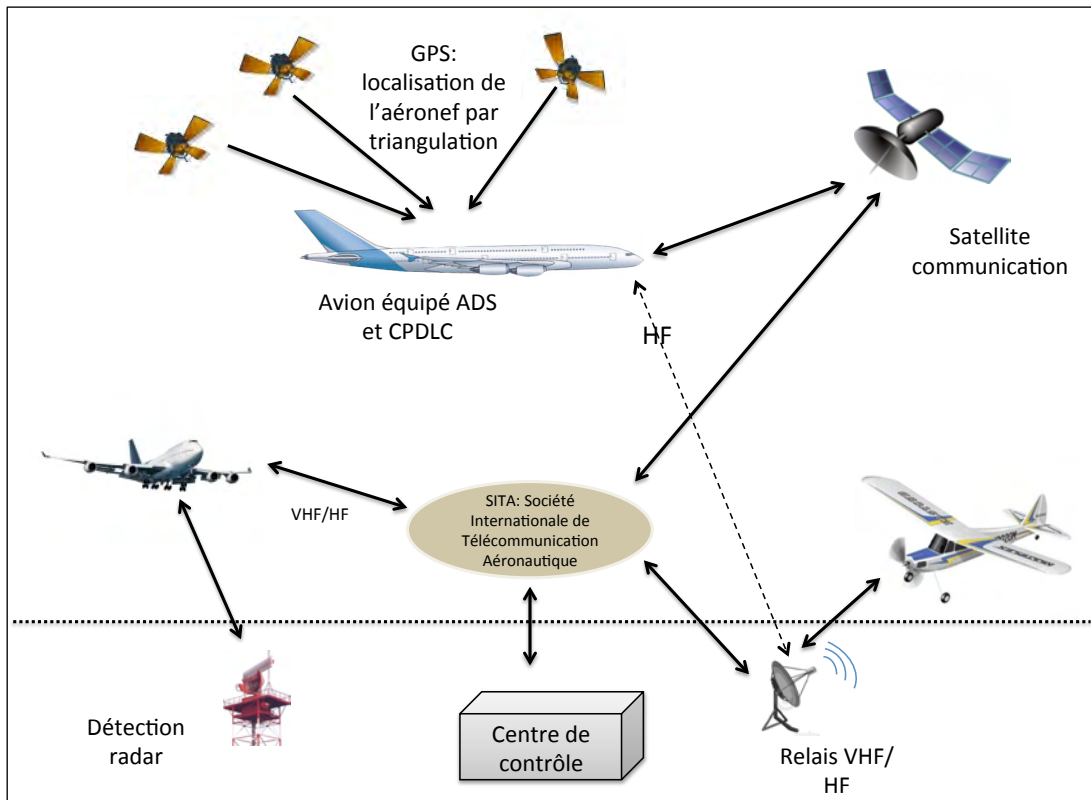 GPS:
localisation de
l'aéronef par
triangulation
Satellite
communication
Avion équipé ADS
et CPDLC
HF
VHF/HF
SITA: Société
Internationale de
Télécommunication
Aéronautique
Détection
radar
Centre de
contrôle
Relais VHF/
HF